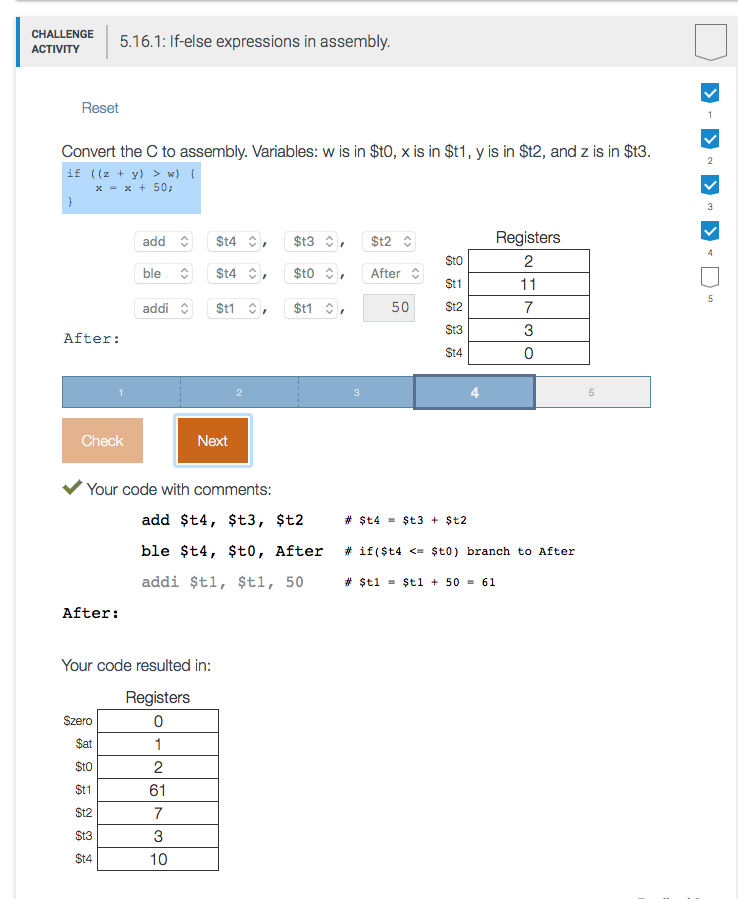 CHALLENGE
ACTIVITY
5.16.1: If-else expressions in assembly.
1
2
3
4
5
Reset
Convert the C to assembly. Variables: w is in $t0, x is in $t1, y is in $t2, and z is in $t3.
if ((z + y) > w) {
x = x + 50;
}
add $t4 , $t3 , $t2
ble $t4 , $t0 , After
addi $t1 , $t1 , 50
After:
Registers
$t0 2
$t1 11
$t2 7
$t3 3
$t4 0
1 2 3 4 5
Check Next
Your code with comments:
add $t4, $t3, $t2 # $t4 = $t3 + $t2
ble $t4, $t0, After # if($t4 <= $t0) branch to After
addi $t1, $t1, 50 # $t1 = $t1 + 50 = 61
After:
Your code resulted in:
Registers
$zero 0
$at 1
$t0 2
$t1 61
$t2 7
$t3 3
$t4 10